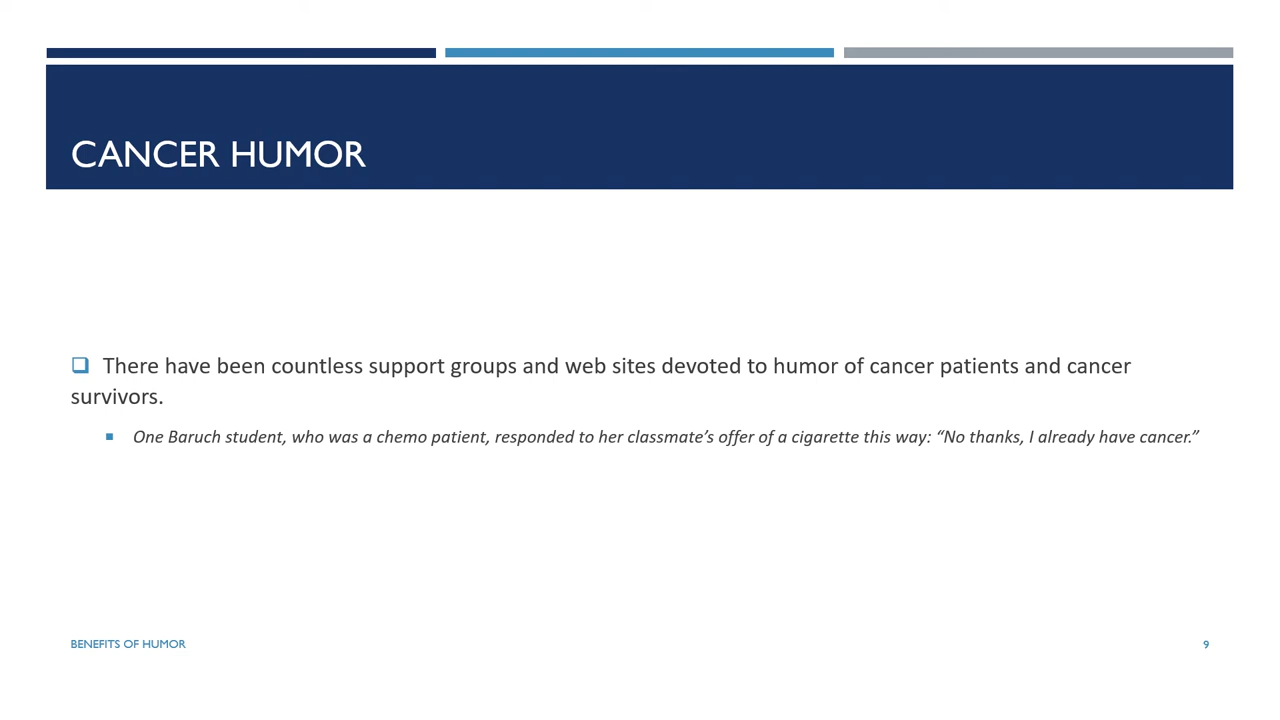 CANCER HUMOR
❑ There have been countless support groups and web sites devoted to humor of cancer patients and cancer
survivors.
▪ One Baruch student, who was a chemo patient, responded to her classmate’s offer of a cigarette this way: “No thanks, I already have cancer.”
BENEFITS OF HUMOR
9